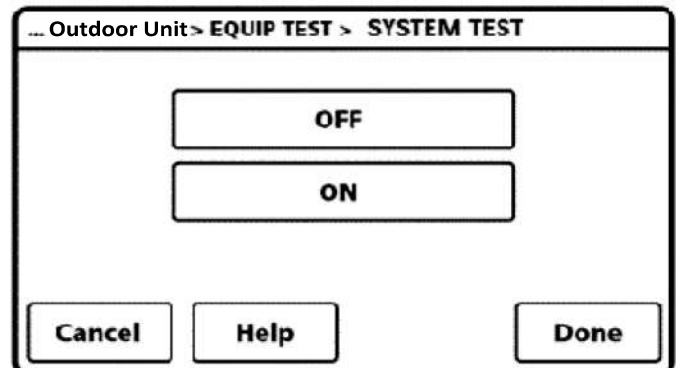 ... Outdoor Unit > EQUIP TEST > SYSTEM TEST
OFF
ON
Cancel Help Done